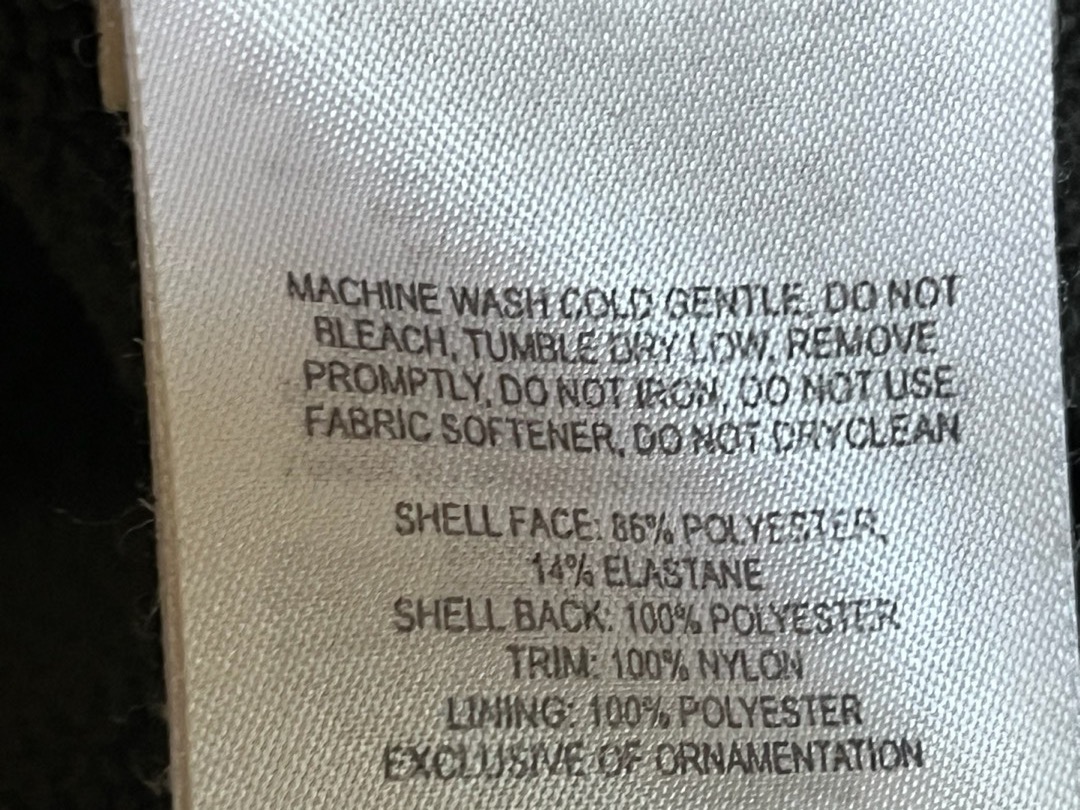 MACHINE WASH COLD GENTLE, DO NOT
BLEACH, TUMBLE DRY LOW, REMOVE
PROMPTLY, DO NOT IRON, DO NOT USE
FABRIC SOFTENER, DO NOT DRYCLEAN
SHELL FACE: 86% POLYESTER,
14% ELASTANE
SHELL BACK: 100% POLYESTER
TRIM: 100% NYLON
LINING: 100% POLYESTER
EXCLUSIVE OF ORNAMENTATION